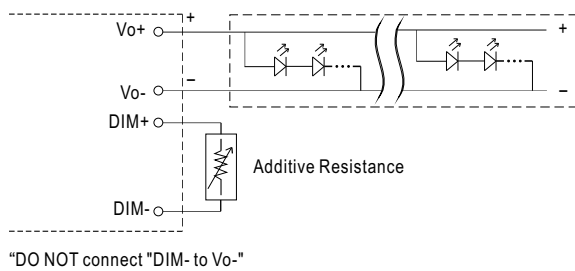 Vo+
+
+
Vo-
−
−
DIM+
Additive Resistance
DIM-
“DO NOT connect "DIM- to Vo-"